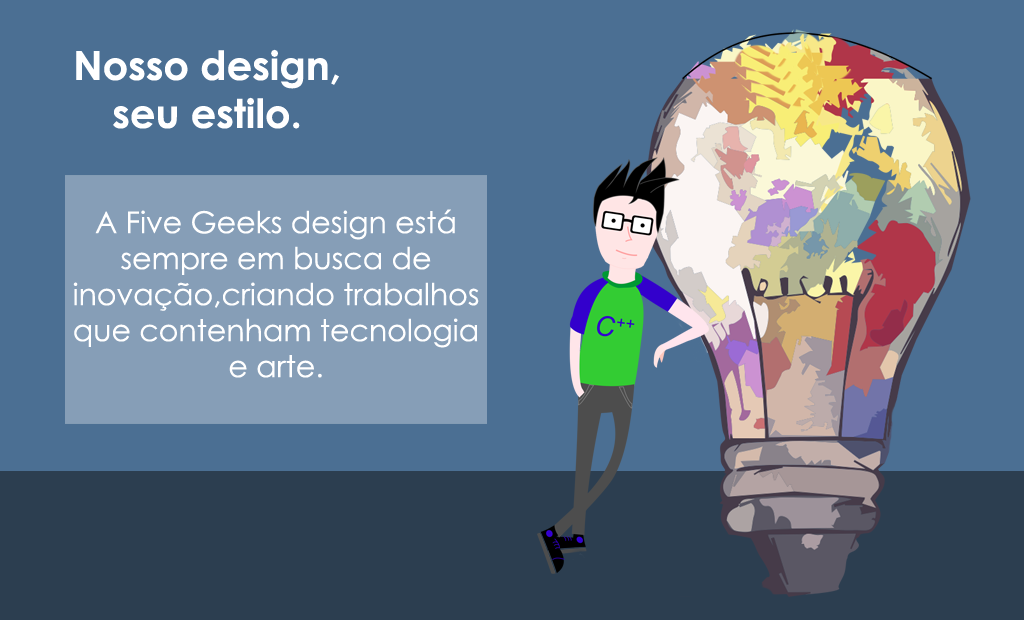 Nosso design,
seu estilo.
A Five Geeks design está
sempre em busca de
inovação,criando trabalhos
que contenham tecnologia
e arte.
C++